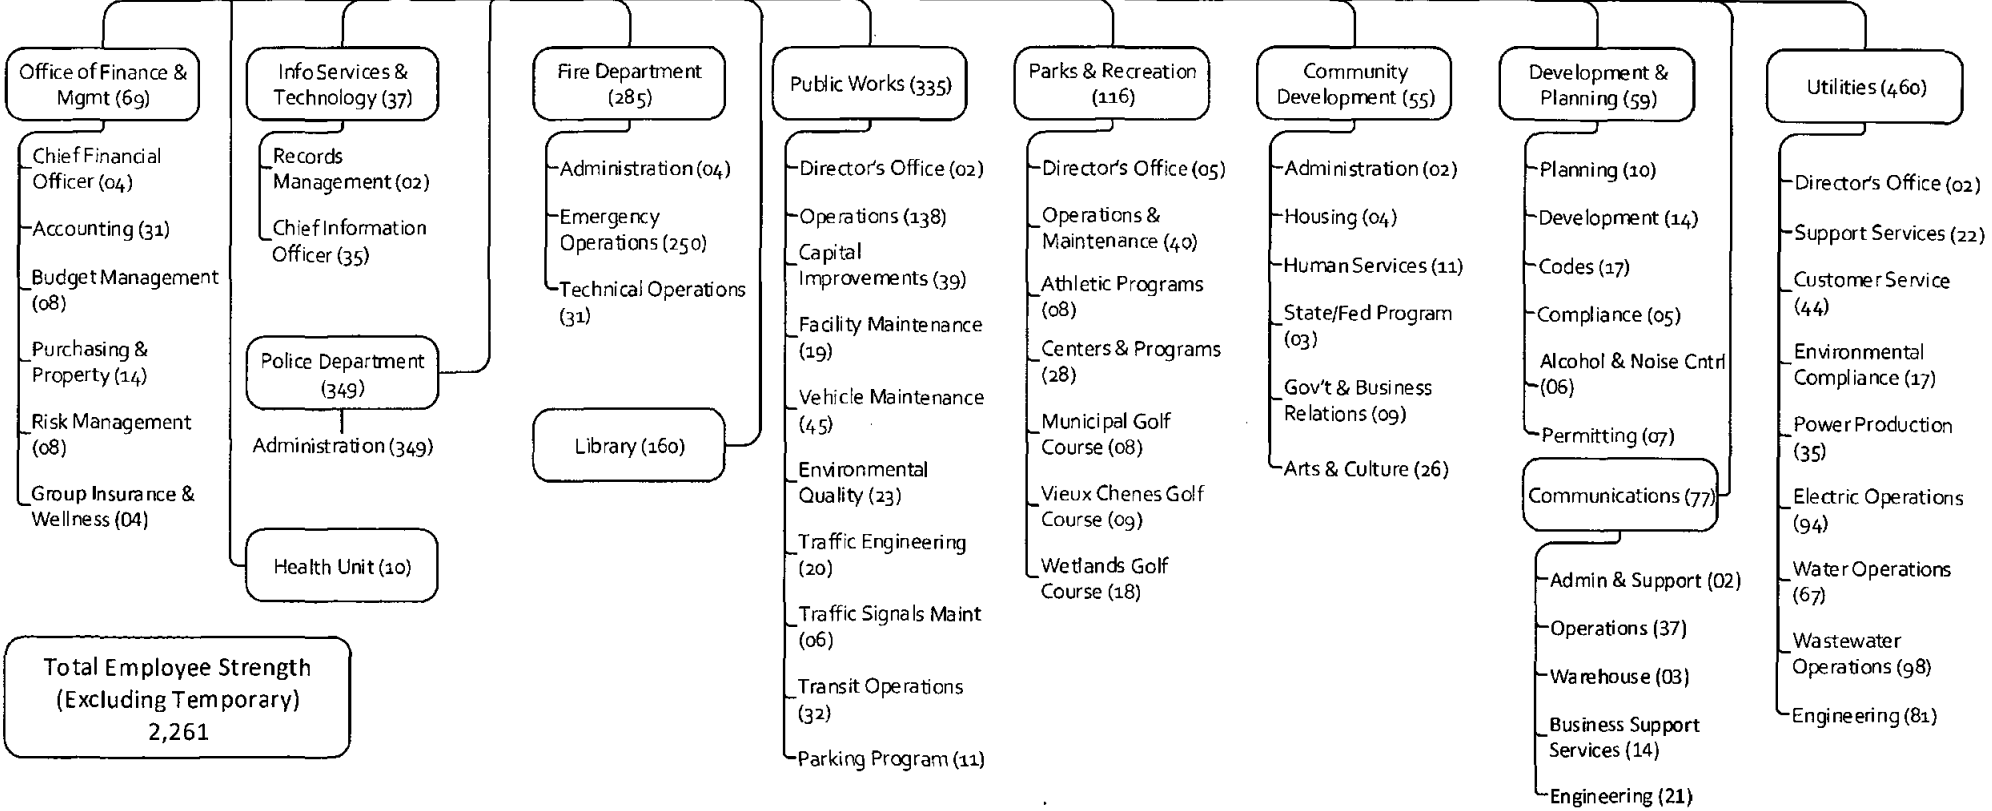 Office of Finance &
Mgmt (69)
Chief Financial
Officer (04)
Accounting (31)
Budget Management
(08)
Purchasing &
Property (14)
Risk Management
(08)
Group Insurance &
Wellness (04)
Info Services &
Technology (37)
Records
Management (02)
Chief Information
Officer (35)
Police Department
(349)
Administration (349)
Health Unit (10)
Total Employee Strength
(Excluding Temporary)
2,261
Fire Department
(285)
Administration (04)
Emergency
Operations (250)
Technical Operations
(31)
Library (160)
Public Works (335)
Director's Office (02)
Operations (138)
Capital
Improvements (39)
Facility Maintenance
(19)
Vehicle Maintenance
(45)
Environmental
Quality (23)
Traffic Engineering
(20)
Traffic Signals Maint
(06)
Transit Operations
(32)
Parking Program (11)
Parks & Recreation
(116)
Director's Office (05)
Operations &
Maintenance (40)
Athletic Programs
(08)
Centers & Programs
(28)
Municipal Golf
Course (08)
Vieux Chenes Golf
Course (09)
Wetlands Golf
Course (18)
Community
Development (55)
Administration (02)
Housing (04)
Human Services (11)
State/Fed Program
(03)
Gov't & Business
Relations (09)
Arts & Culture (26)
Development &
Planning (59)
Planning (10)
Development (14)
Codes (17)
Compliance (05)
Alcohol & Noise Cntrl
(06)
Permitting (07)
Communications (77)
Admin & Support (02)
Operations (37)
Warehouse (03)
Business Support
Services (14)
Engineering (21)
Utilities (460)
Director's Office (02)
Support Services (22)
Customer Service
(44)
Environmental
Compliance (17)
Power Production
(35)
Electric Operations
(94)
Water Operations
(67)
Wastewater
Operations (98)
Engineering (81)